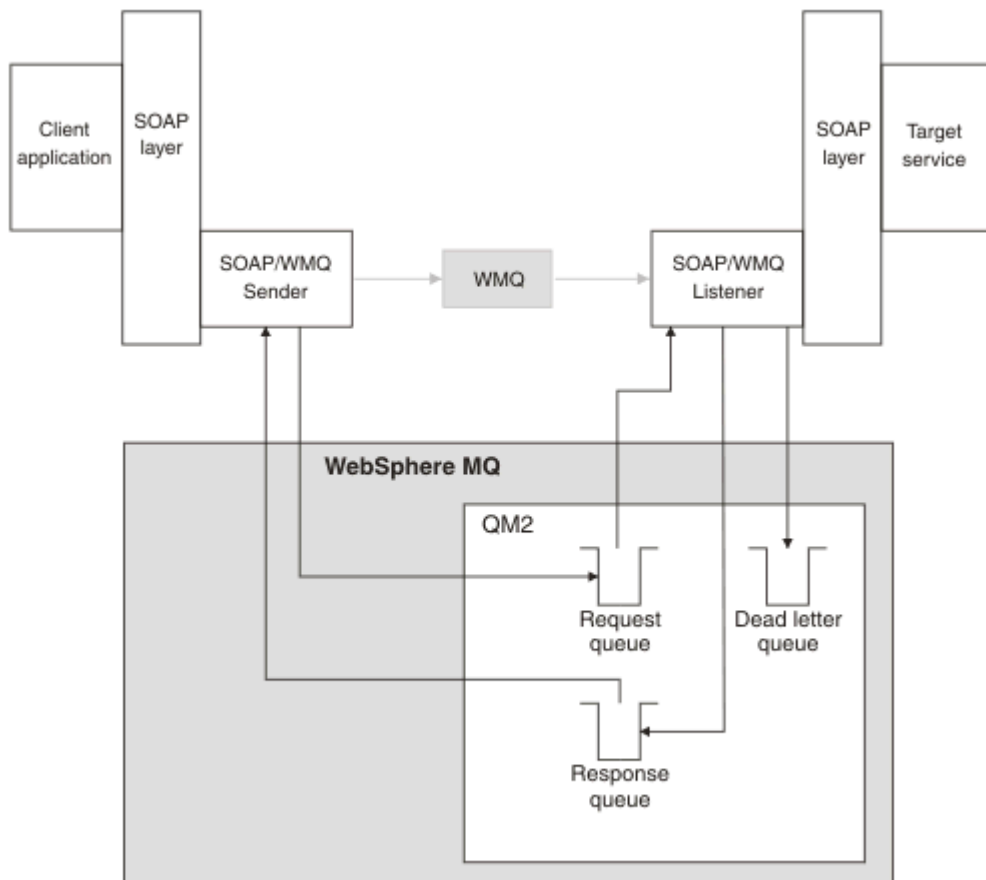 Client
application
SOAP
layer
SOAP
layer
Target
service
SOAP/WMQ
Sender
WMQ
SOAP/WMQ
Listener
WebSphere MQ
QM2
Request
queue
Dead letter
queue
Response
queue